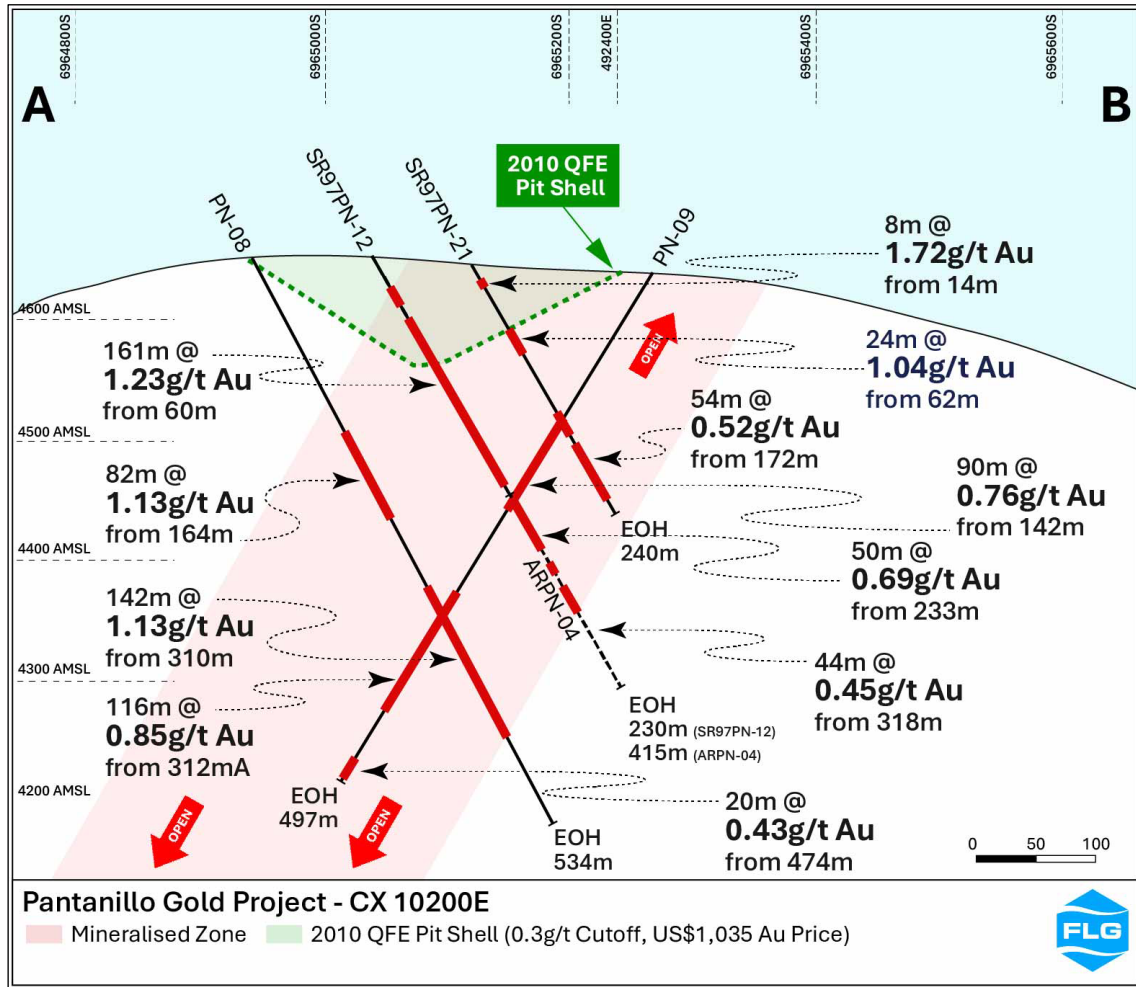 6964800S
6965000S
6965200S
492400E
6965400S
6965600S
A
B
2010 QFE
Pit Shell
PN-08
SR97PN-12
SR97PN-21
PN-09
8m @
1.72g/t Au
from 14m
4600 AMSL
161m @
1.23g/t Au
from 60m
OPEN
24m @
1.04g/t Au
from 62m
54m @
0.52g/t Au
from 172m
4500 AMSL
82m @
1.13g/t Au
from 164m
90m @
0.76g/t Au
from 142m
EOH
240m
4400 AMSL
ARPN-04
50m @
0.69g/t Au
from 233m
142m @
1.13g/t Au
from 310m
4300 AMSL
44m @
0.45g/t Au
from 318m
116m @
0.85g/t Au
from 312mA
EOH
230m (SR97PN-12)
415m (ARPN-04)
4200 AMSL
EOH
497m
OPEN
OPEN
EOH
534m
20m @
0.43g/t Au
from 474m
0 50 100
Pantanillo Gold Project - CX 10200E
Mineralised Zone
2010 QFE Pit Shell (0.3g/t Cutoff, US$1,035 Au Price)
FLG